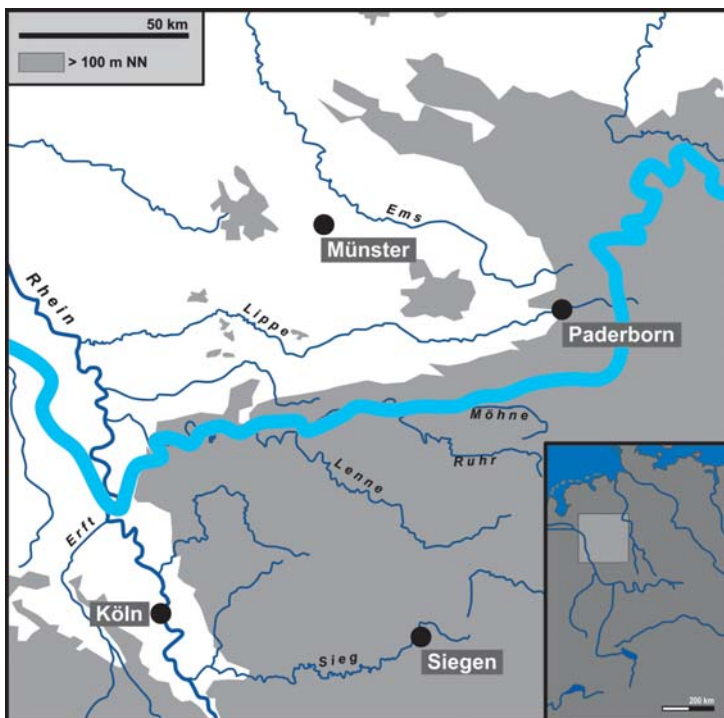 50 km
> 100 m NN
Ems
Münster
Rhein
Lippe
Paderborn
Möhne
Ruhr
Lenne
Erft
Köln
Sieg
Siegen
200 km